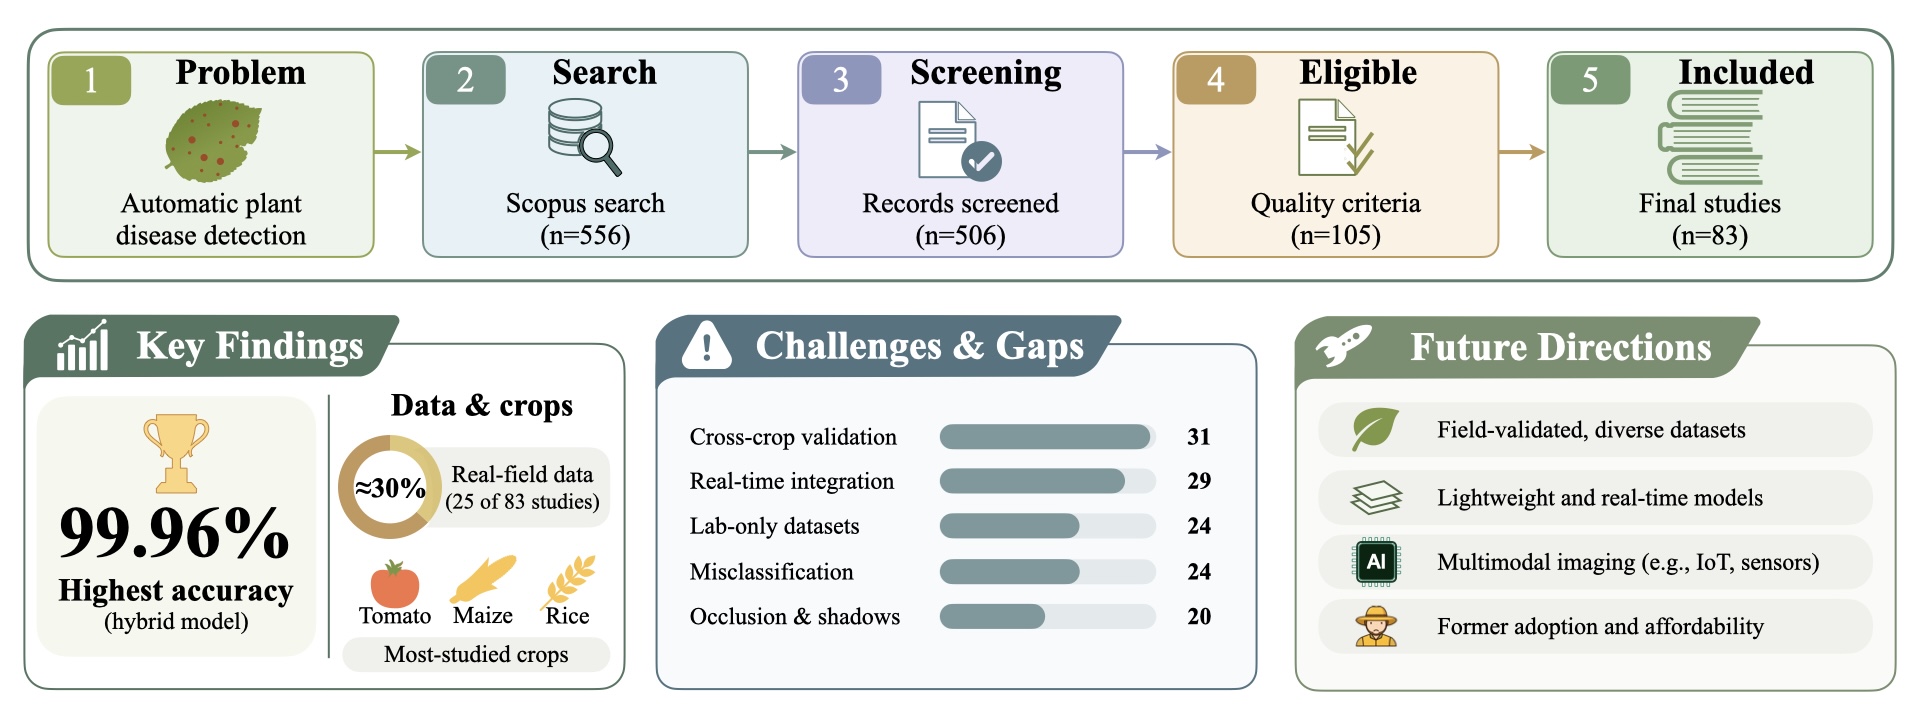 1
Problem
Automatic plant
disease detection
2
Search
Scopus search
(n=556)
3
Screening
Records screened
(n=506)
4
Eligible
Quality criteria
(n=105)
5
Included
Final studies
(n=83)
Key Findings
99.96%
Highest accuracy
(hybrid model)
Data & crops
≈30%
Real-field data
(25 of 83 studies)
Tomato
Maize
Rice
Most-studied crops
Challenges & Gaps
Cross-crop validation 31
Real-time integration 29
Lab-only datasets 24
Misclassification 24
Occlusion & shadows 20
Future Directions
Field-validated, diverse datasets
Lightweight and real-time models
AI
Multimodal imaging (e.g., IoT, sensors)
Former adoption and affordability